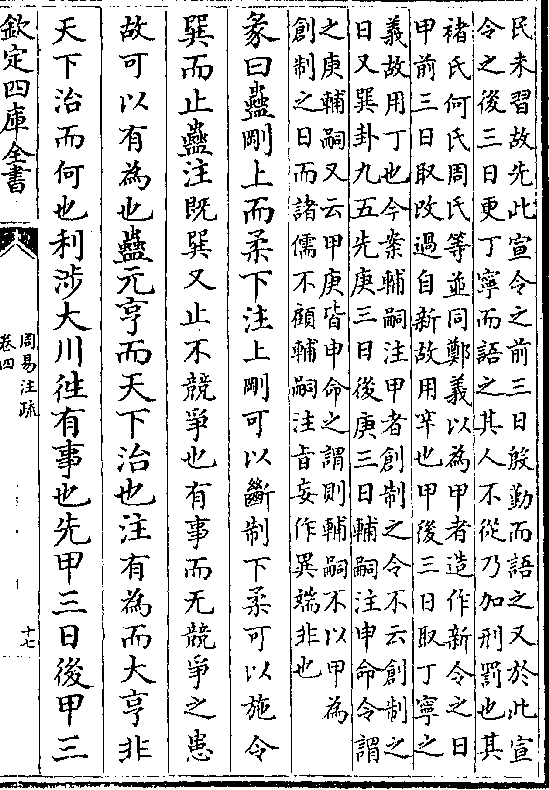 民未習故先此宣令之前三日殷勤而語之又於此宣
令之後三日更丁寧而語之其人不從乃加刑罰也其
褚氏何氏周氏等並同鄭義以為甲者造作新令之日
甲前三日取改過自新故用辛也甲後三日取丁寧之
義故用丁也今案輔嗣注甲者創制之令不云創制之
日又巽卦九五先庚三日後庚三日輔嗣注申命令謂
之庚輔嗣又云甲庚皆申命之謂則輔嗣不以甲為
創制之日而諸儒不顧輔嗣注旨妄作異端非也
彖曰蠱剛上而柔下注上剛可以斷制下柔可以施令
巽而止蠱注既巽又止不競爭也有事而无競爭之患
故可以有為也蠱元亨而天下治也注有為而大亨非
天下治而何也利涉大川徃有事也先甲三日後甲三
欽定四庫全書
周易注疏
卷四
十七